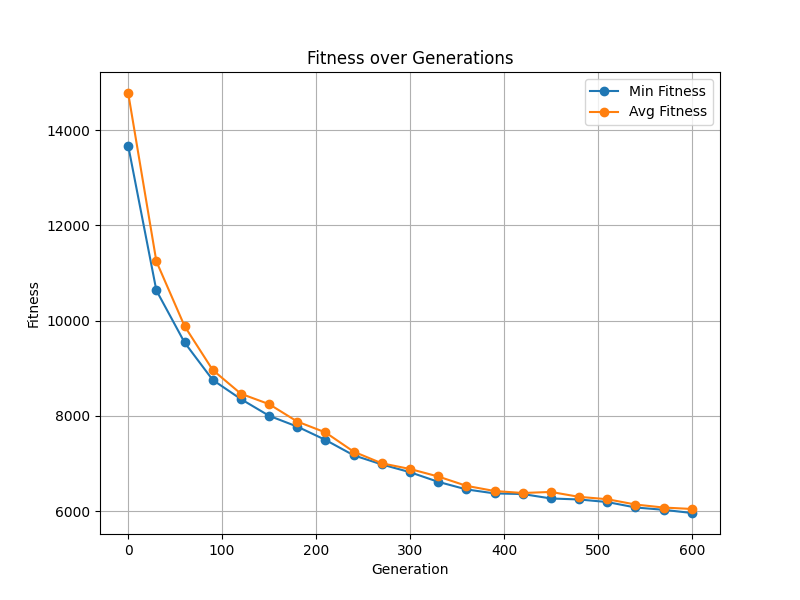 Fitness over Generations
Min Fitness
Avg Fitness
14000
12000
10000
8000
6000
Fitness
0 100 200 300 400 500 600
Generation